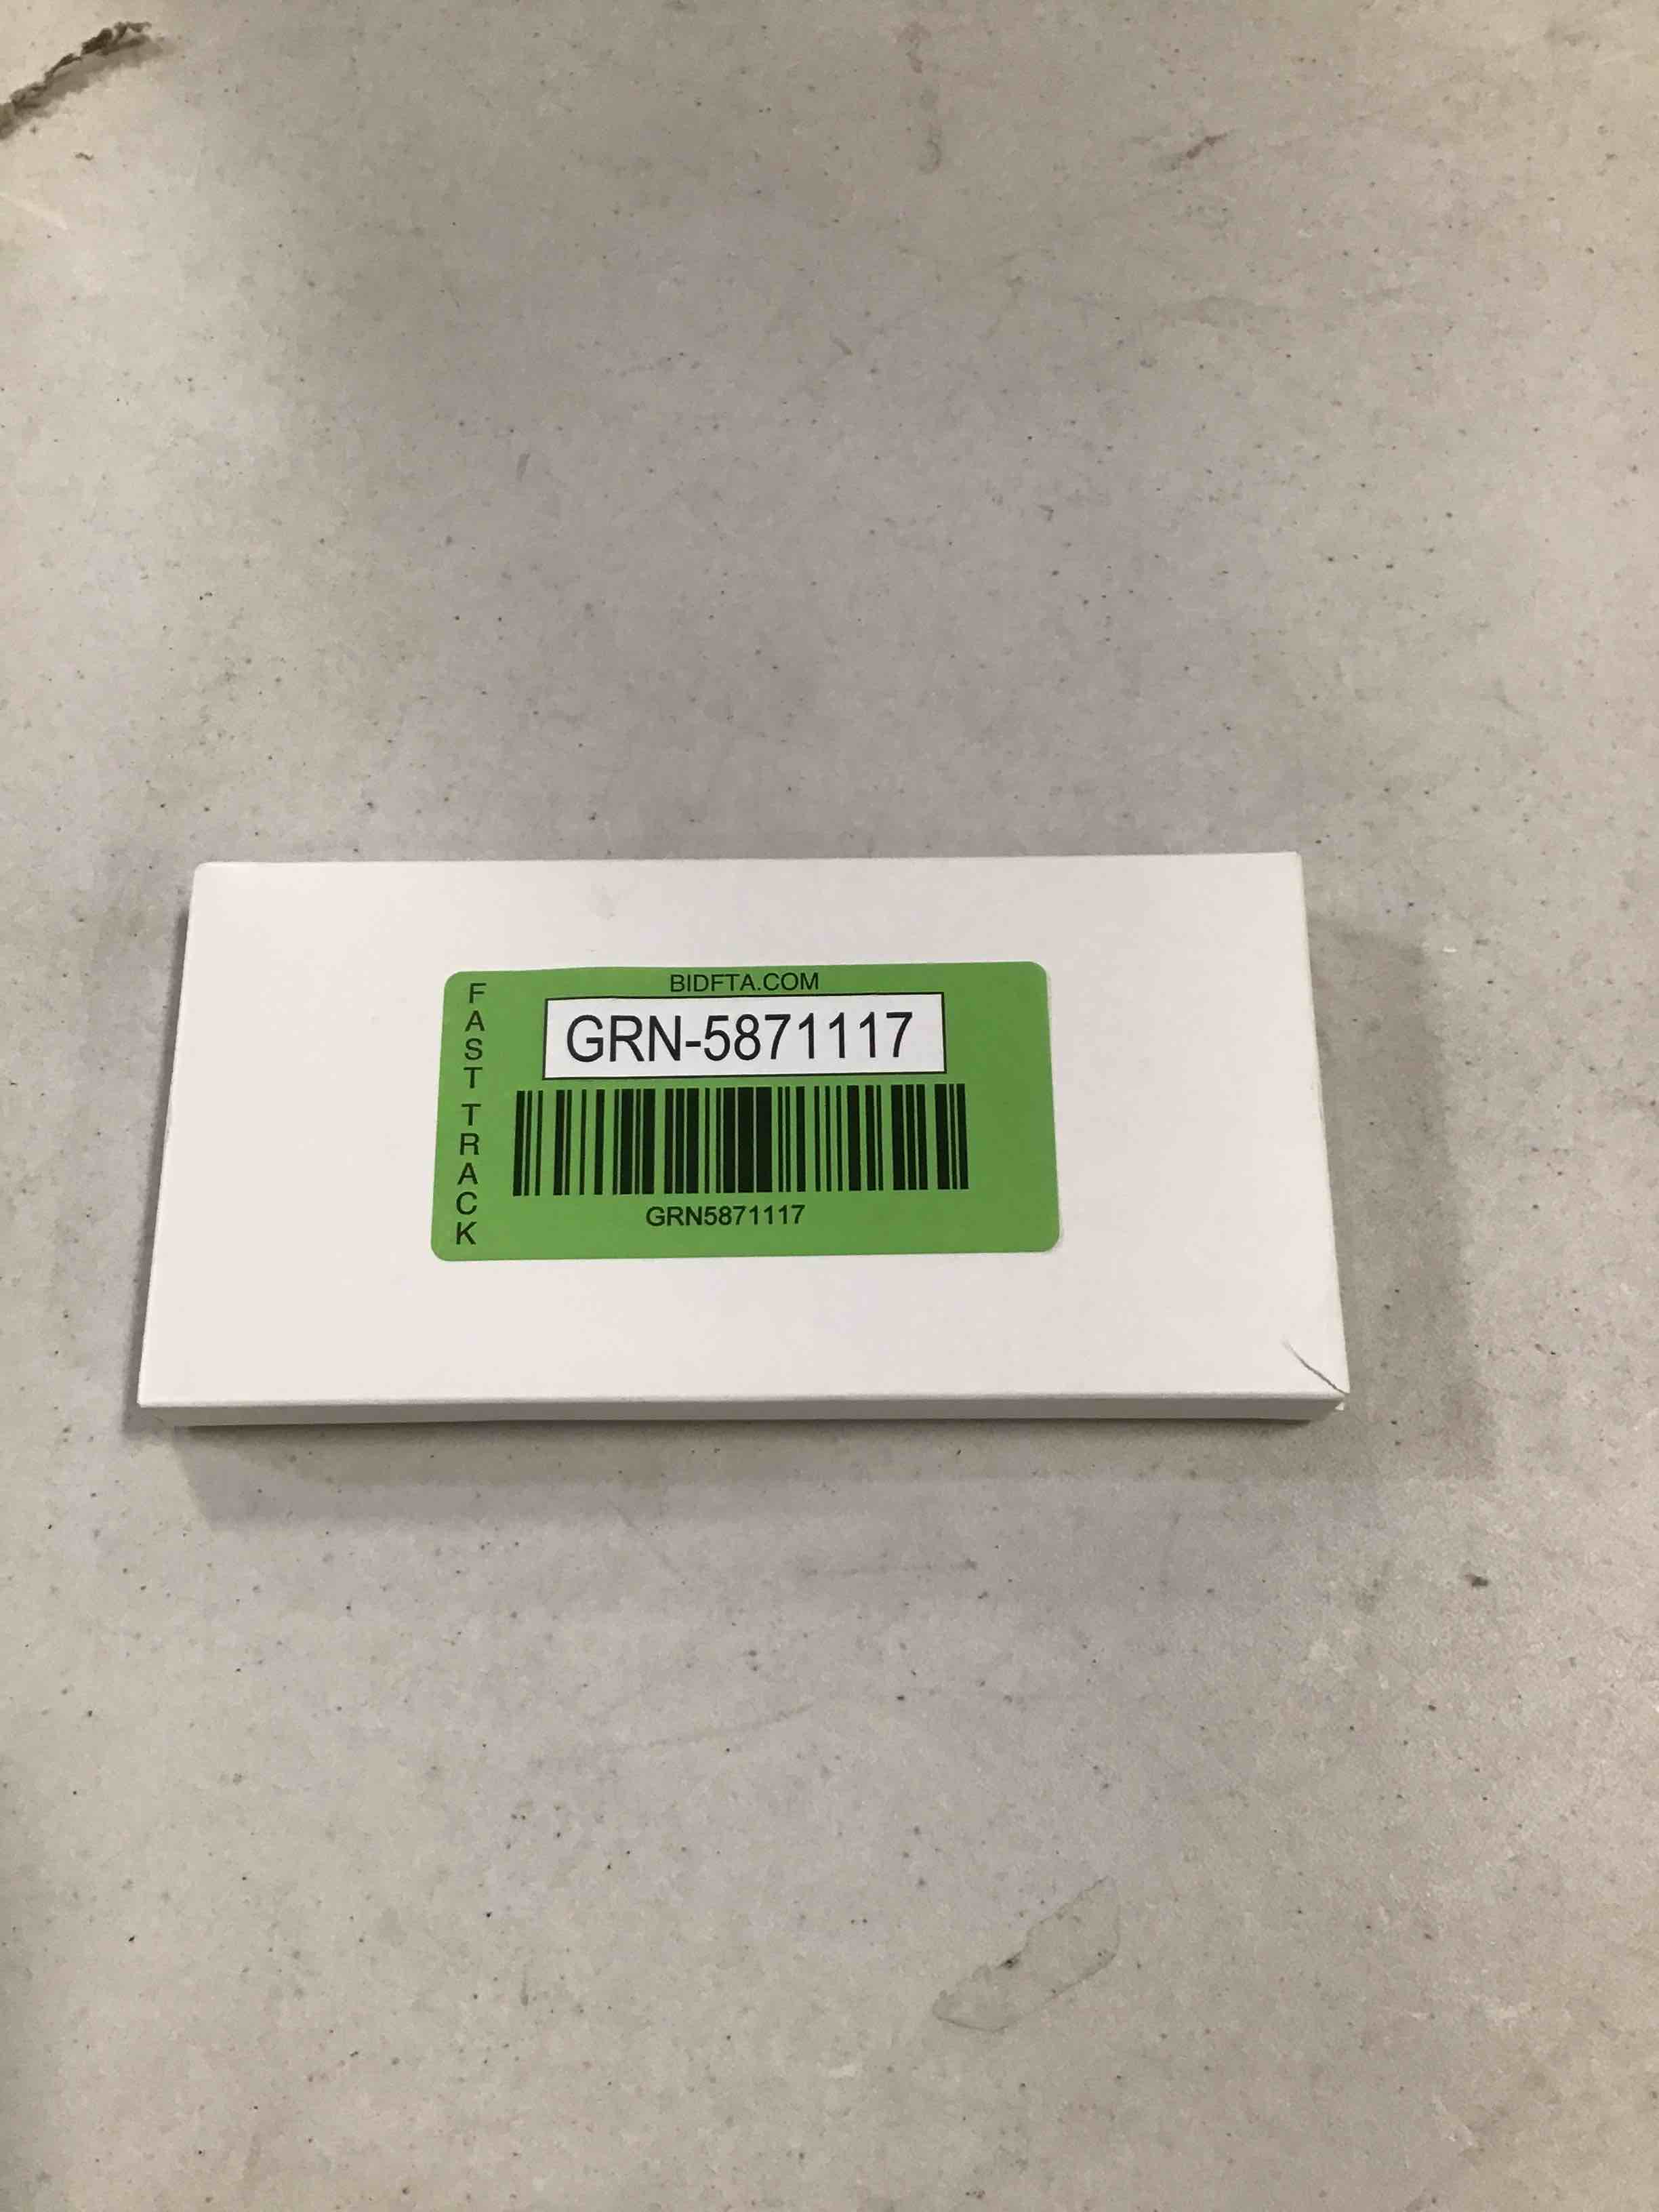 BIDFTA.COM
FAST TRACK
GRN-5871117
GRN5871117